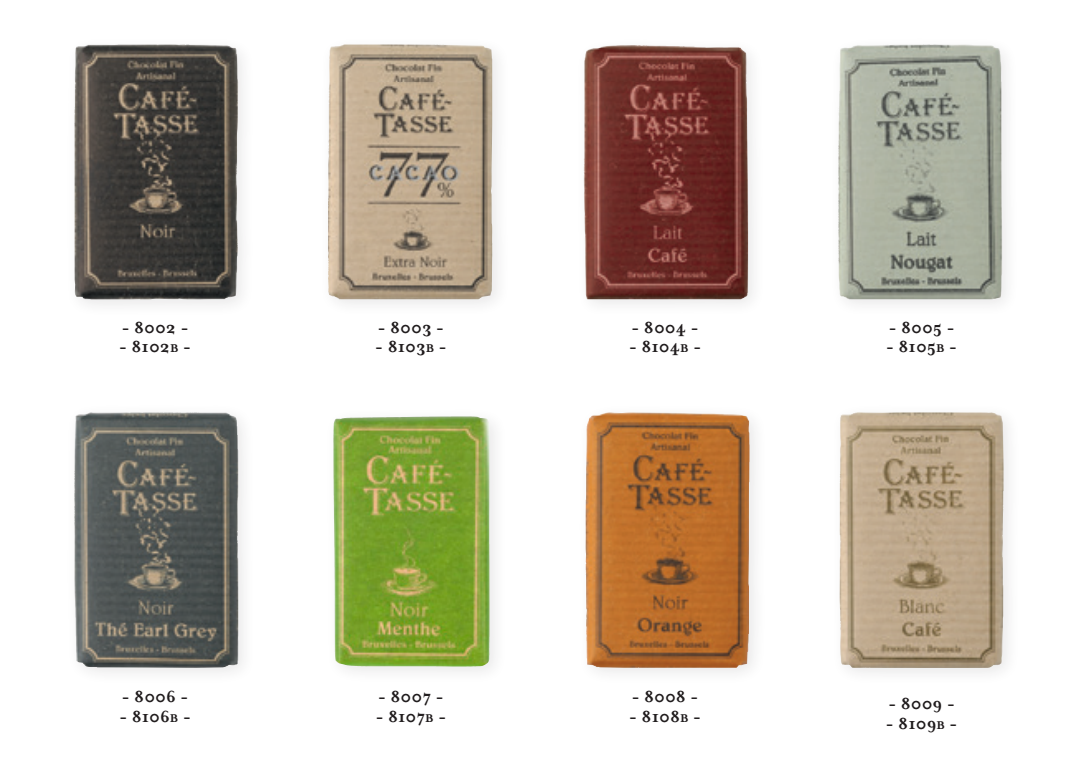 Chocolat Fin
Artisanal
CAFÉ-
TASSE
Noir
Bruxelles - Brussels
- 8002 -
- 8102B -
Chocolat Fin
Artisanal
CAFÉ-
TASSE
77%
CACAO
Extra Noir
Bruxelles - Brussels
- 8003 -
- 8103B -
Chocolat Fin
Artisanal
CAFÉ-
TASSE
Lait
Café
Bruxelles - Brussels
- 8004 -
- 8104B -
Chocolat Fin
Artisanal
CAFÉ-
TASSE
Lait
Nougat
Bruxelles - Brussels
- 8005 -
- 8105B -
Chocolat Fin
Artisanal
CAFÉ-
TASSE
Noir
Thé Earl Grey
Bruxelles - Brussels
- 8006 -
- 8106B -
Chocolat Fin
Artisanal
CAFÉ-
TASSE
Noir
Menthe
Bruxelles - Brussels
- 8007 -
- 8107B -
Chocolat Fin
Artisanal
CAFÉ-
TASSE
Noir
Orange
Bruxelles - Brussels
- 8008 -
- 8108B -
Chocolat Fin
Artisanal
CAFÉ-
TASSE
Blanc
Café
Bruxelles - Brussels
- 8009 -
- 8109B -